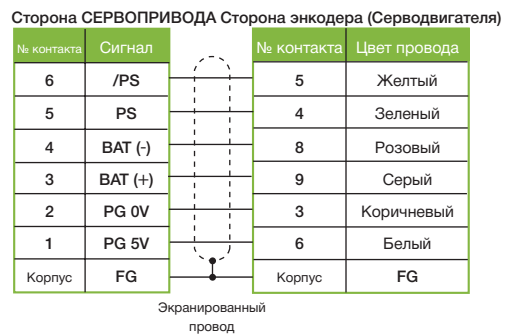 Сторона СЕРВОПРИВОДА Сторона энкодера (Серводвигателя)
№ контакта Сигнал № контакта Цвет провода
6 /PS 5 Желтый
5 PS 4 Зеленый
4 BAT (-) 8 Розовый
3 BAT (+) 9 Серый
2 PG 0V 3 Коричневый
1 PG 5V 6 Белый
Корпус FG Корпус FG
Экранированный
провод